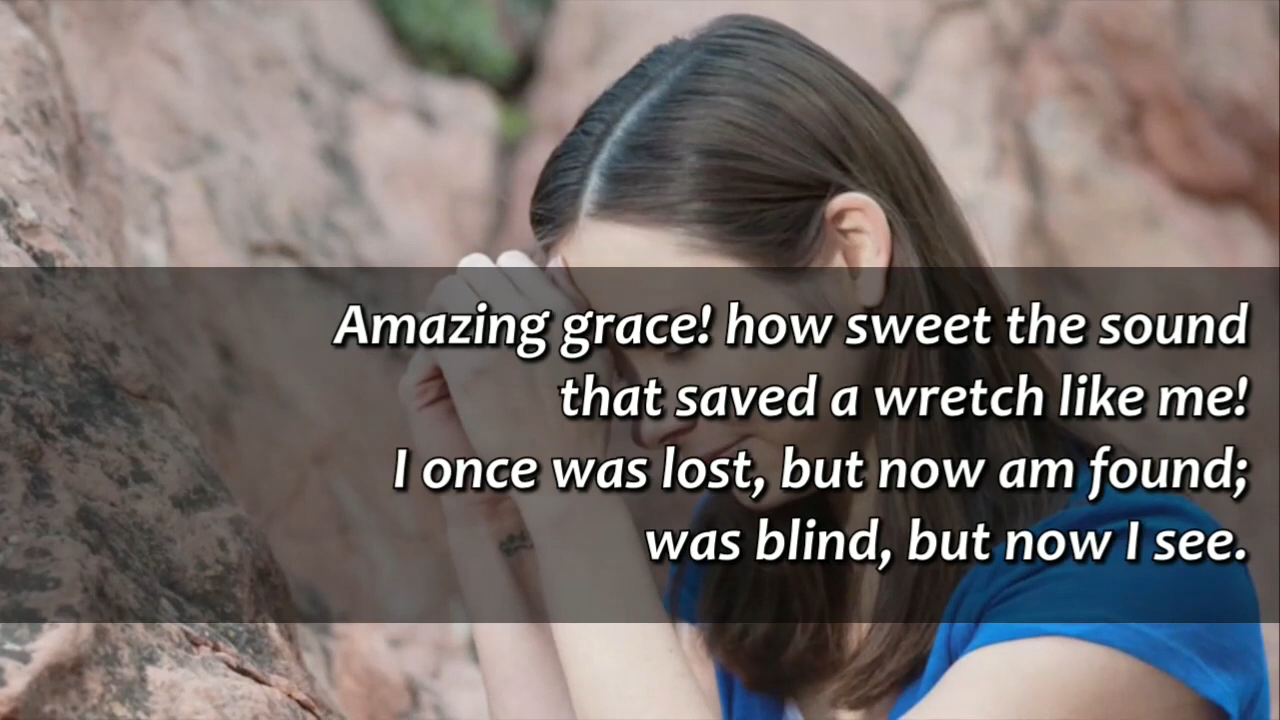 Amazing grace! how sweet the sound
that saved a wretch like me!
I once was lost, but now am found;
was blind, but now I see.